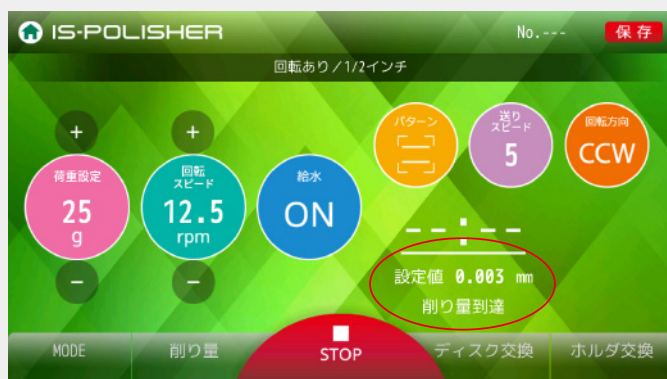 IS-POLISHER
No.---
保存
回転あり/1/2インチ
+
+
パターン
送り
スピード
5
回転方向
CCW
荷重設定
25
g
回転
スピード
12.5
rpm
給水
ON
--:--
設定値 0.003 mm
削り量到達
-
-
MODE
削り量
STOP
ディスク交換
ホルダ交換